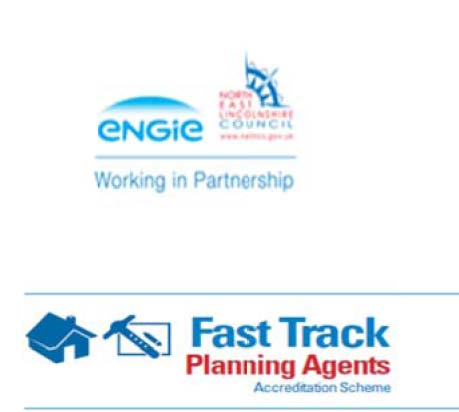 ENGIE
NORTH
EAST
LINCOLNSHIRE
COUNCIL
www.nelincs.gov.uk
Working in Partnership
Fast Track
Planning Agents
Accreditation Scheme